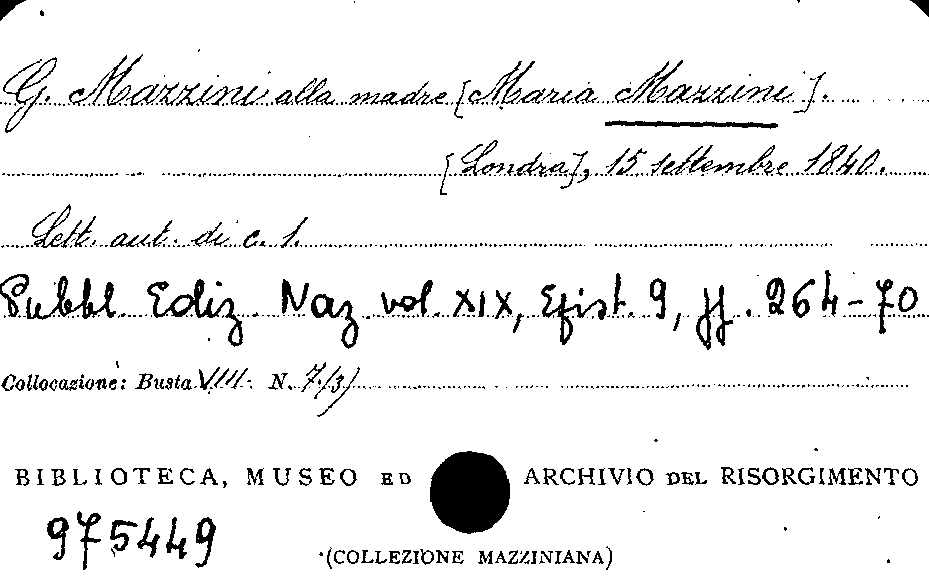 G. Mazzini alla madre [Maria Mazzini].
[Londra], 15 settembre 1840.
Lett. aut. di c. 1.
Pubbl. Ediz. Naz. vol. XIX, Epist. 9, pp. 264-70
Collocazione: Busta VIII. N. 7/3)
BIBLIOTECA, MUSEO ED ARCHIVIO DEL RISORGIMENTO
975449
(COLLEZIONE MAZZINIANA)